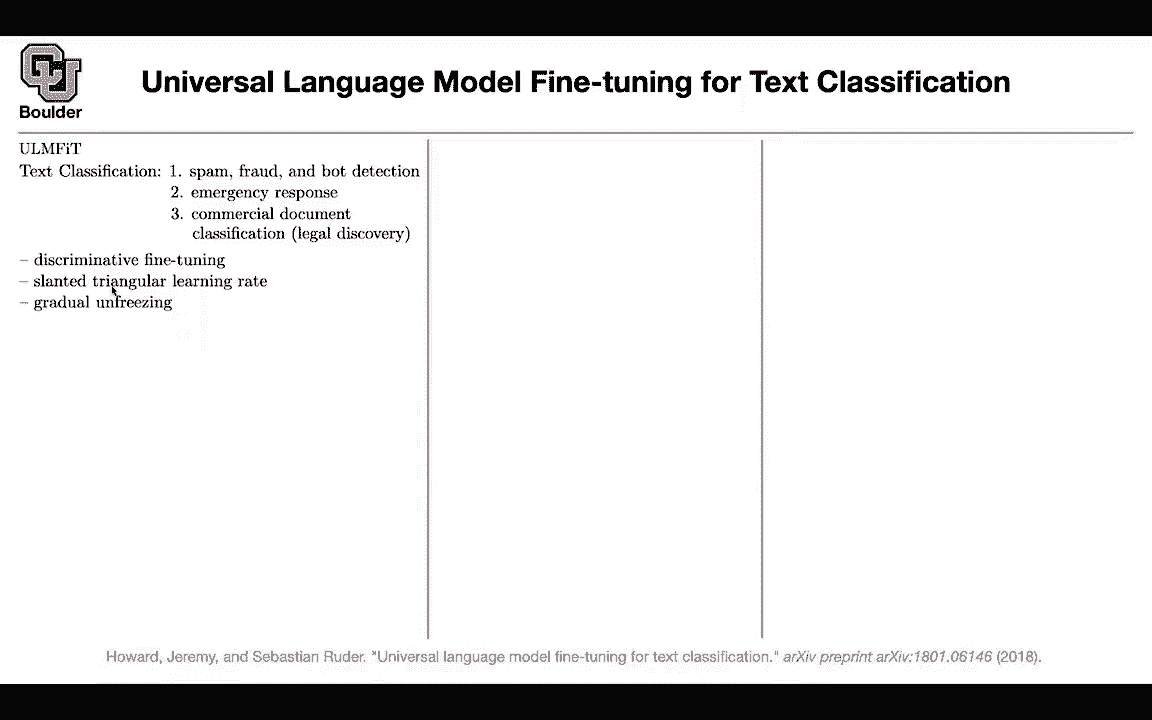 CU
Boulder
Universal Language Model Fine-tuning for Text Classification
ULMFiT
Text Classification: 1. spam, fraud, and bot detection
2. emergency response
3. commercial document
classification (legal discovery)
– discriminative fine-tuning
– slanted triangular learning rate
– gradual unfreezing
Howard, Jeremy, and Sebastian Ruder. "Universal language model fine-tuning for text classification." arXiv preprint arXiv:1801.06146 (2018).